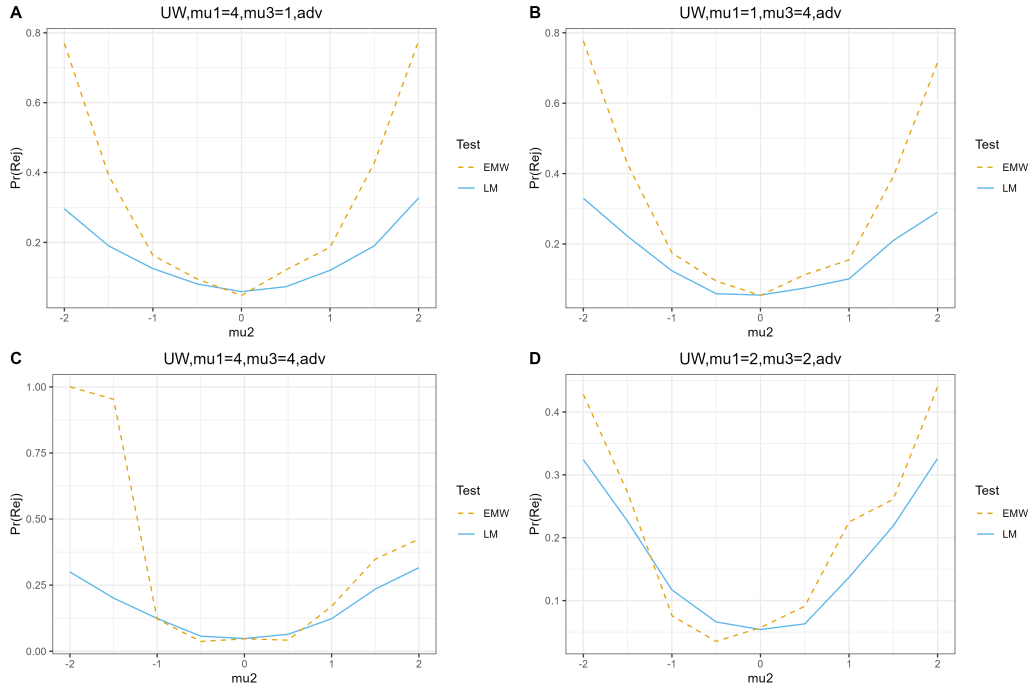 A
UW,mu1=4,mu3=1,adv
Pr(Rej)
0.8
0.6
0.4
0.2
-2 -1 0 1 2
mu2
Test
EMW
LM
B
UW,mu1=1,mu3=4,adv
Pr(Rej)
0.8
0.6
0.4
0.2
-2 -1 0 1 2
mu2
Test
EMW
LM
C
UW,mu1=4,mu3=4,adv
Pr(Rej)
1.00
0.75
0.50
0.25
0.00
-2 -1 0 1 2
mu2
Test
EMW
LM
D
UW,mu1=2,mu3=2,adv
Pr(Rej)
0.4
0.3
0.2
0.1
-2 -1 0 1 2
mu2
Test
EMW
LM